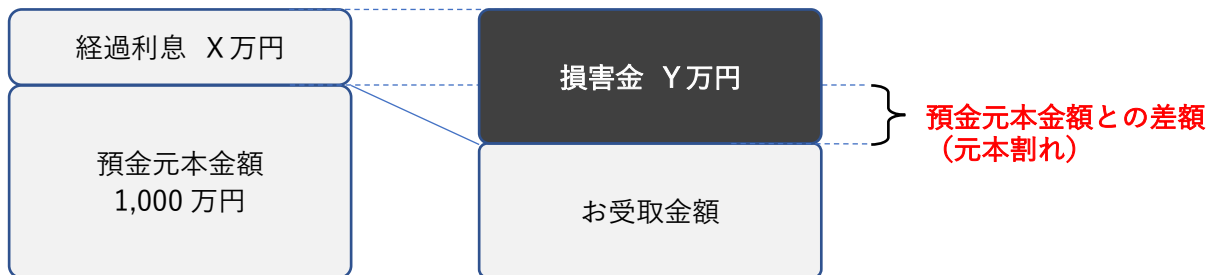 経過利息 X万円
預金元本金額
1,000 万円
損害金 Y万円
お受取金額
預金元本金額との差額
（元本割れ）